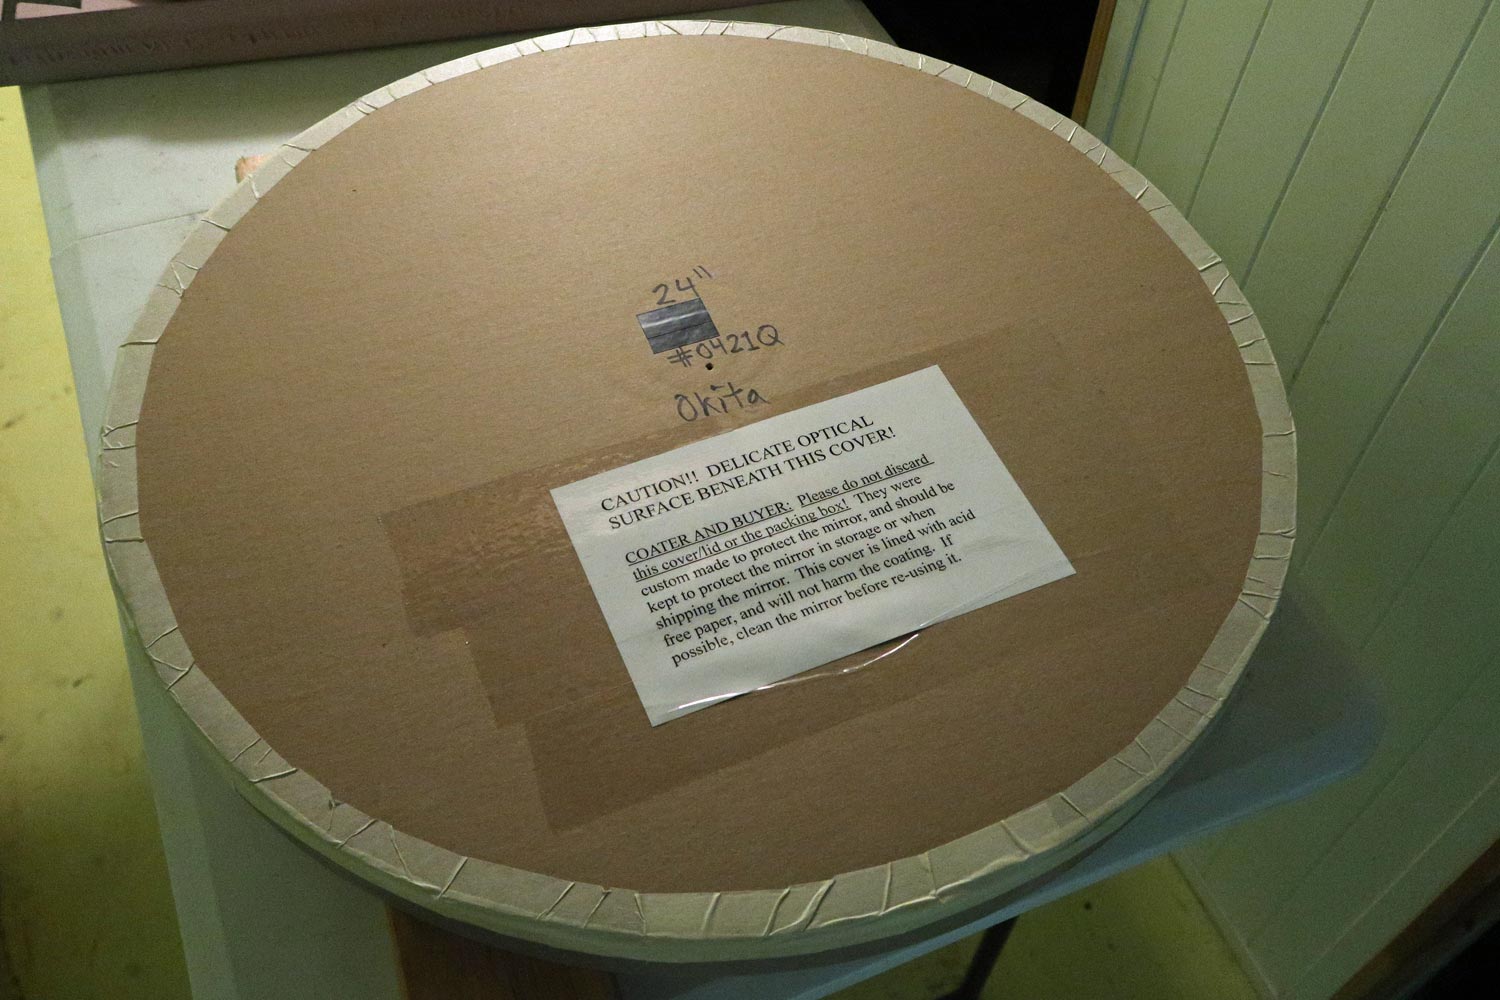 24"
#0421Q
Okita
CAUTION!! DELICATE OPTICAL
SURFACE BENEATH THIS COVER!
COATER AND BUYER: Please do not discard
this cover/lid or the packing box! They were
custom made to protect the mirror, and should be
kept to protect the mirror in storage or when
shipping the mirror. This cover is lined with acid
free paper, and will not harm the coating. If
possible, clean the mirror before re-using it.